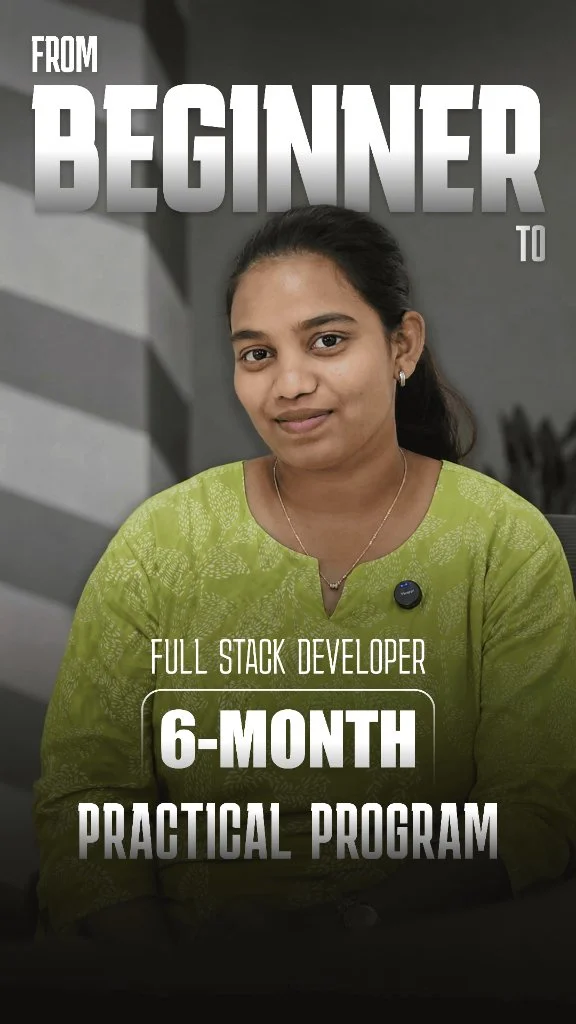 FROM
BEGINNER
TO
FULL STACK DEVELOPER
6-MONTH
PRACTICAL PROGRAM